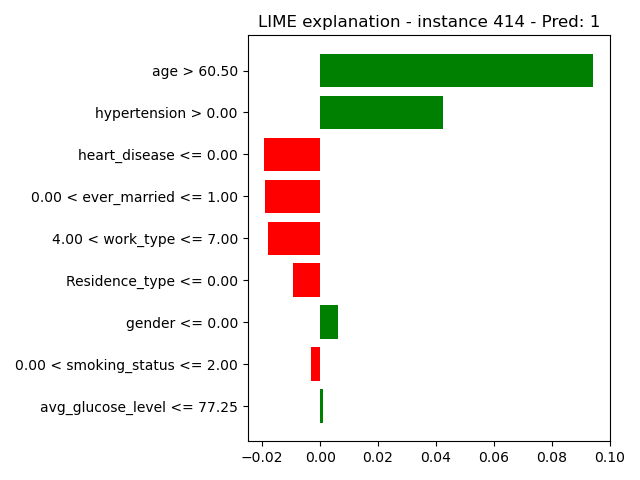 LIME explanation - instance 414 - Pred: 1
age > 60.50
hypertension > 0.00
heart_disease <= 0.00
0.00 < ever_married <= 1.00
4.00 < work_type <= 7.00
Residence_type <= 0.00
gender <= 0.00
0.00 < smoking_status <= 2.00
avg_glucose_level <= 77.25
−0.02 0.00 0.02 0.04 0.06 0.08 0.10